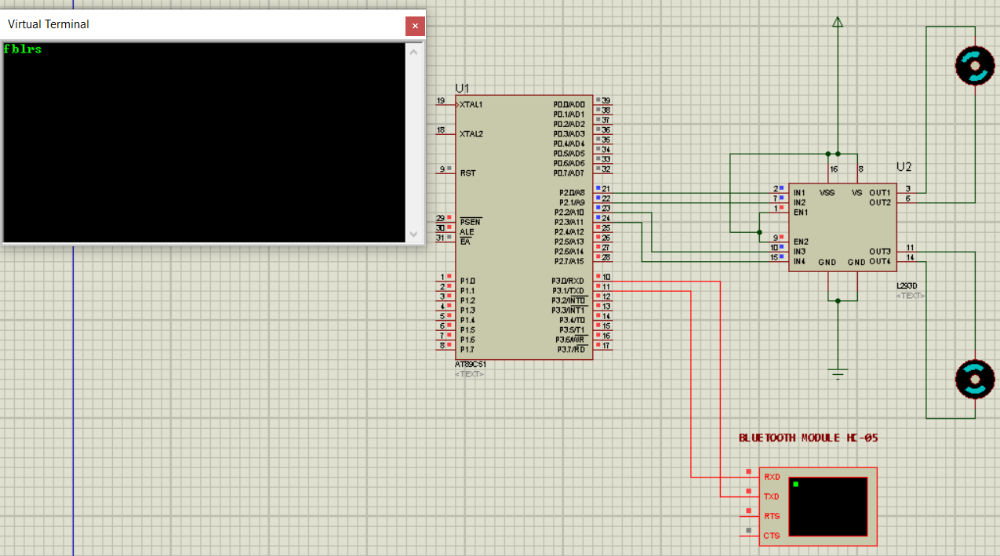 Virtual Terminal
fblrs
U1
19 XTAL1
18 XTAL2
9 RST
29 PSEN
30 ALE
31 EA
1 P1.0
2 P1.1
3 P1.2
4 P1.3
5 P1.4
6 P1.5
7 P1.6
8 P1.7
P0.0/AD0 39
P0.1/AD1 38
P0.2/AD2 37
P0.3/AD3 36
P0.4/AD4 35
P0.5/AD5 34
P0.6/AD6 33
P0.7/AD7 32
P2.0/A8 21
P2.1/A9 22
P2.2/A10 23
P2.3/A11 24
P2.4/A12 25
P2.5/A13 26
P2.6/A14 27
P2.7/A15 28
P3.0/RXD 10
P3.1/TXD 11
P3.2/INT0 12
P3.3/INT1 13
P3.4/T0 14
P3.5/T1 15
P3.6/WR 16
P3.7/RD 17
AT89C51
<TEXT>
U2
16 8
2 IN1 VSS VS OUT1 3
7 IN2 OUT2 6
1 EN1
9 EN2
10 IN3 OUT3 11
15 IN4 GND GND OUT4 14
L293D
<TEXT>
BLUETOOTH MODULE HC-05
RXD
TXD
RTS
CTS